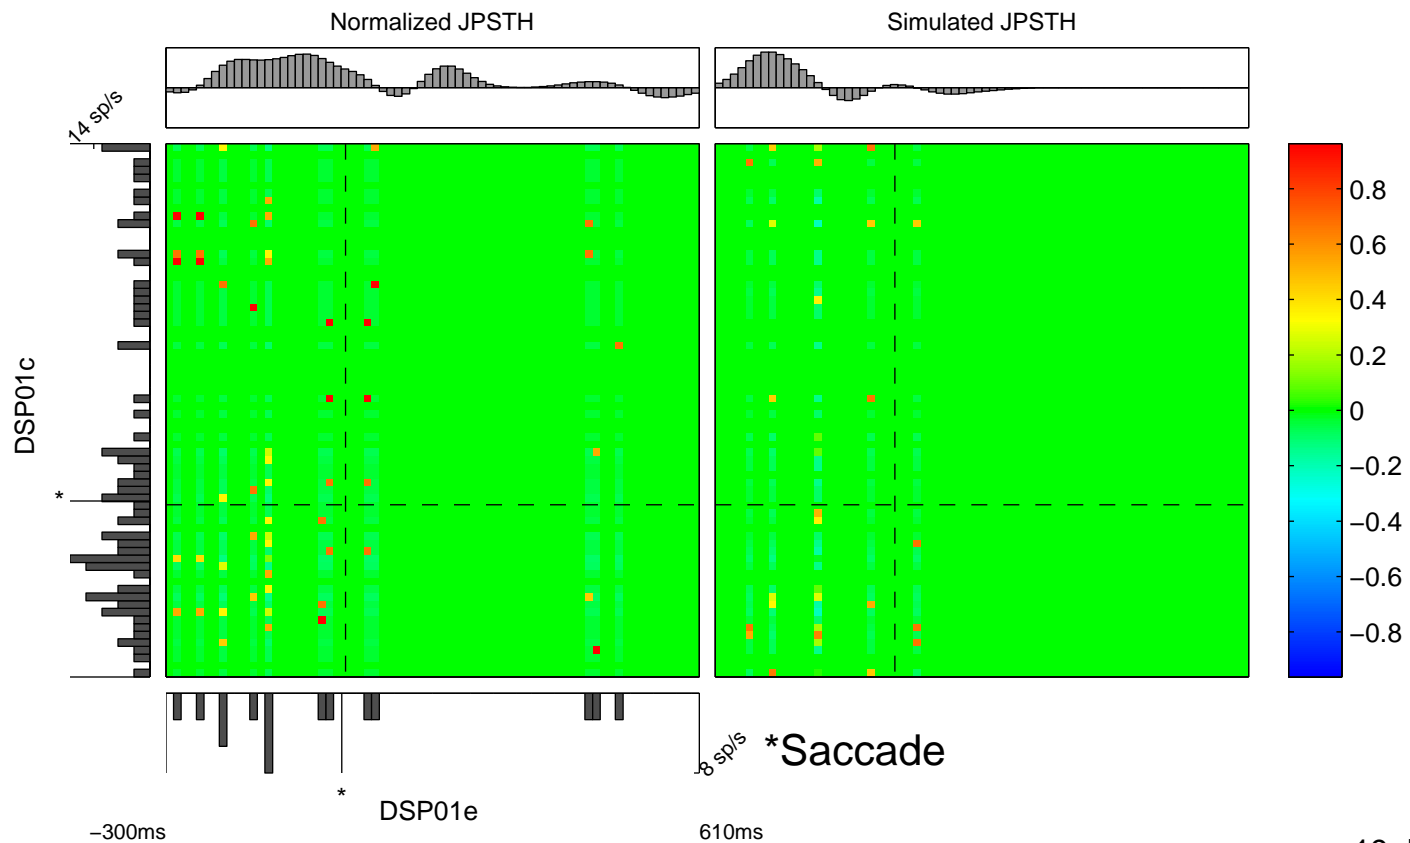 Normalized JPSTH
Simulated JPSTH
14 sp/s
0.8
0.6
0.4
0.2
0
−0.2
−0.4
−0.6
−0.8
DSP01c
*
8 sp/s
*Saccade
*
DSP01e
−300ms
610ms